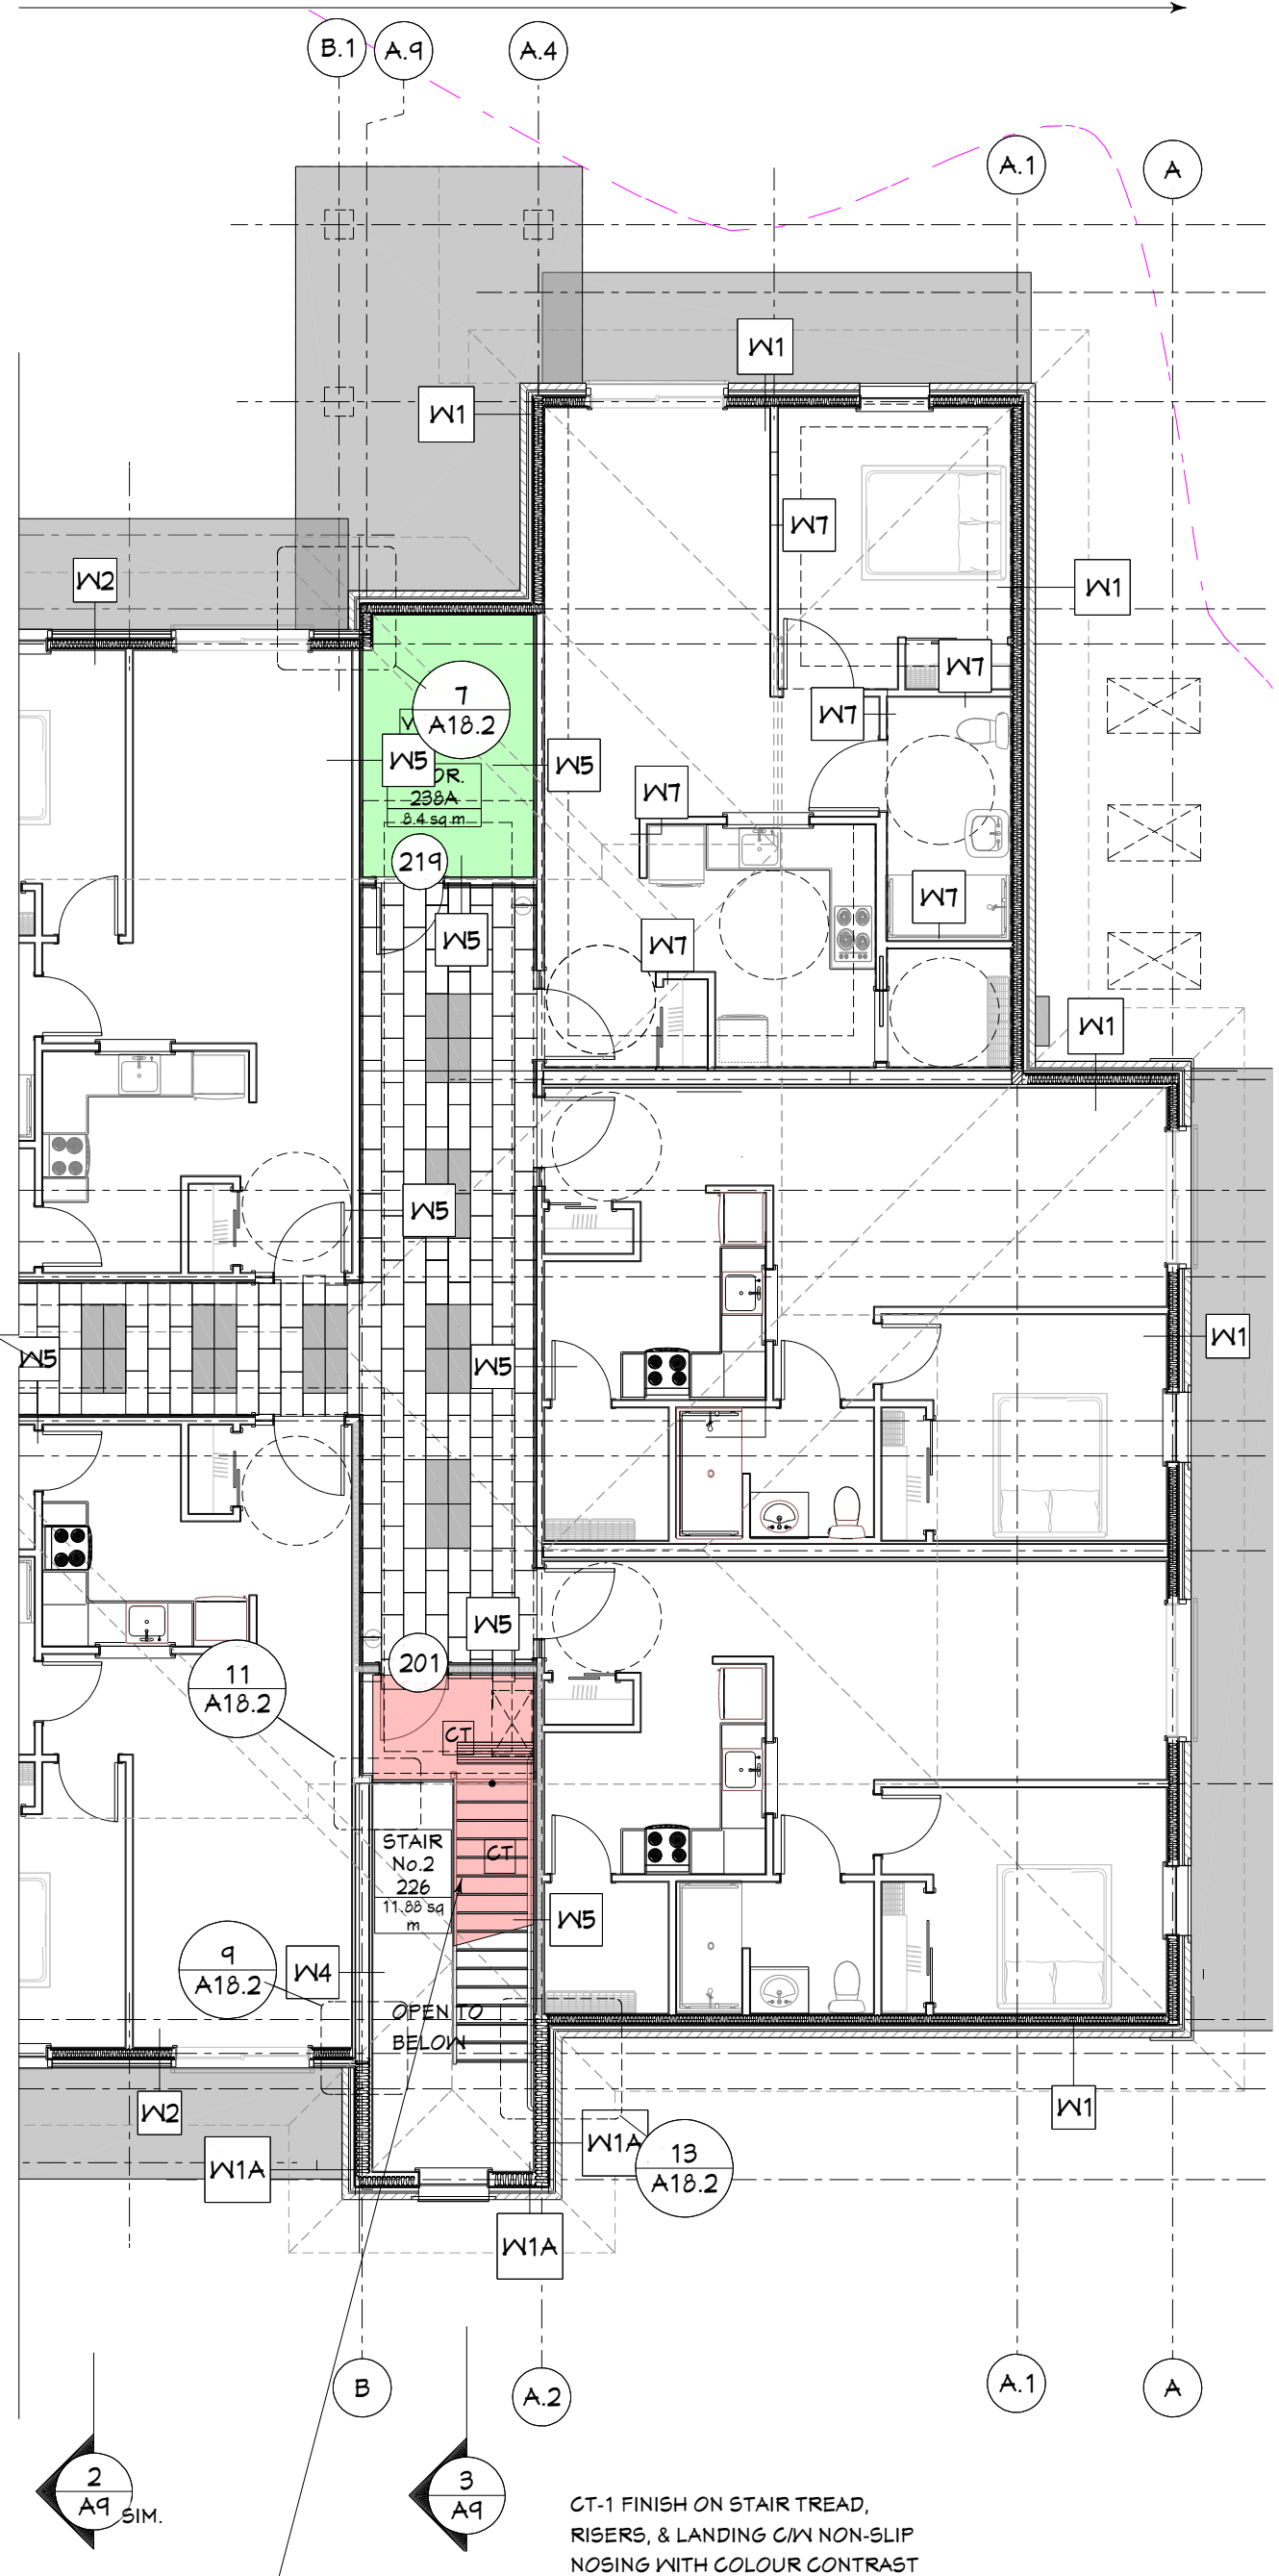 B.1
A.9
A.4
A.1
A
W1
W1
W7
W2
W1
W7
W7
7
A18.2
W5
W5
OR.
238A
8.4 sq m
W7
219
W7
W5
W7
W1
W5
W1
W5
W5
W5
201
11
A18.2
CT
STAIR
No.2
226
11.88 sq
m
CT
W5
9
A18.2
W4
OPEN TO
BELOW
W2
W1
W1A
W1A
13
A18.2
W1A
B
A.2
A.1
A
2
A9
SIM.
3
A9
CT-1 FINISH ON STAIR TREAD,
RISERS, & LANDING C/W NON-SLIP
NOSING WITH COLOUR CONTRAST